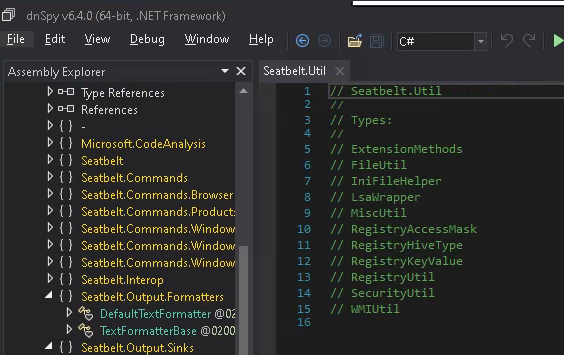 dnSpy v6.4.0 (64-bit, .NET Framework)
File Edit View Debug Window Help C#
Assembly Explorer
Type References
References
{ } -
{ } Microsoft.CodeAnalysis
{ } Seatbelt
{ } Seatbelt.Commands
{ } Seatbelt.Commands.Browser
{ } Seatbelt.Commands.Product
{ } Seatbelt.Commands.Window
{ } Seatbelt.Commands.Window
{ } Seatbelt.Commands.Window
{ } Seatbelt.Interop
{ } Seatbelt.Output.Formatters
DefaultTextFormatter @02
TextFormatterBase @0200
{ } Seatbelt.Output.Sinks
Seatbelt.Util
1 // Seatbelt.Util
2 //
3 // Types:
4 //
5 // ExtensionMethods
6 // FileUtil
7 // IniFileHelper
8 // LsaWrapper
9 // MiscUtil
10 // RegistryAccessMask
11 // RegistryHiveType
12 // RegistryKeyValue
13 // RegistryUtil
14 // SecurityUtil
15 // WMIUtil
16